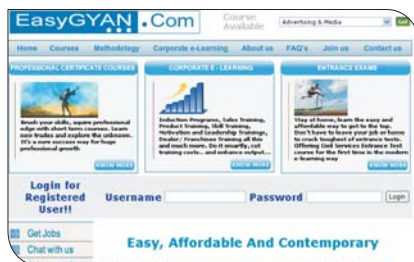 EasyGYAN .Com
Course
Available
Advertising & Media
Home Courses Methodology Corporate e-Learning About us FAQ's Join us Contact us
PROFESSIONAL CERTIFICATE COURSES
Brush your skills, aquire professional
edge with short term courses. Learn
new trades and explore the unknown.
It's a sure success way for huge
professional growth
KNOW MORE
CORPORATE E - LEARNING
Induction Programs, Sales Training,
Product Training, Skill Training,
Motivation and Leadership Trainings,
Dealer/ Franchisee Training all this
and much more. Do it smartly, cut
training costs... and enhance output...
KNOW MORE
ENTRANCE EXAMS
Stay at home, learn the easy and
affordable way to get to the top.
Don't have to leave your job or home
to crack toughest of entrance tests.
Offering Civil Services Entrance Test
course for the first time in the modern
e-learning way
KNOW MORE
Login for
Registered
User!!
Username
Password
Login
Get Jobs
Chat with us
Easy, Affordable And Contemporary